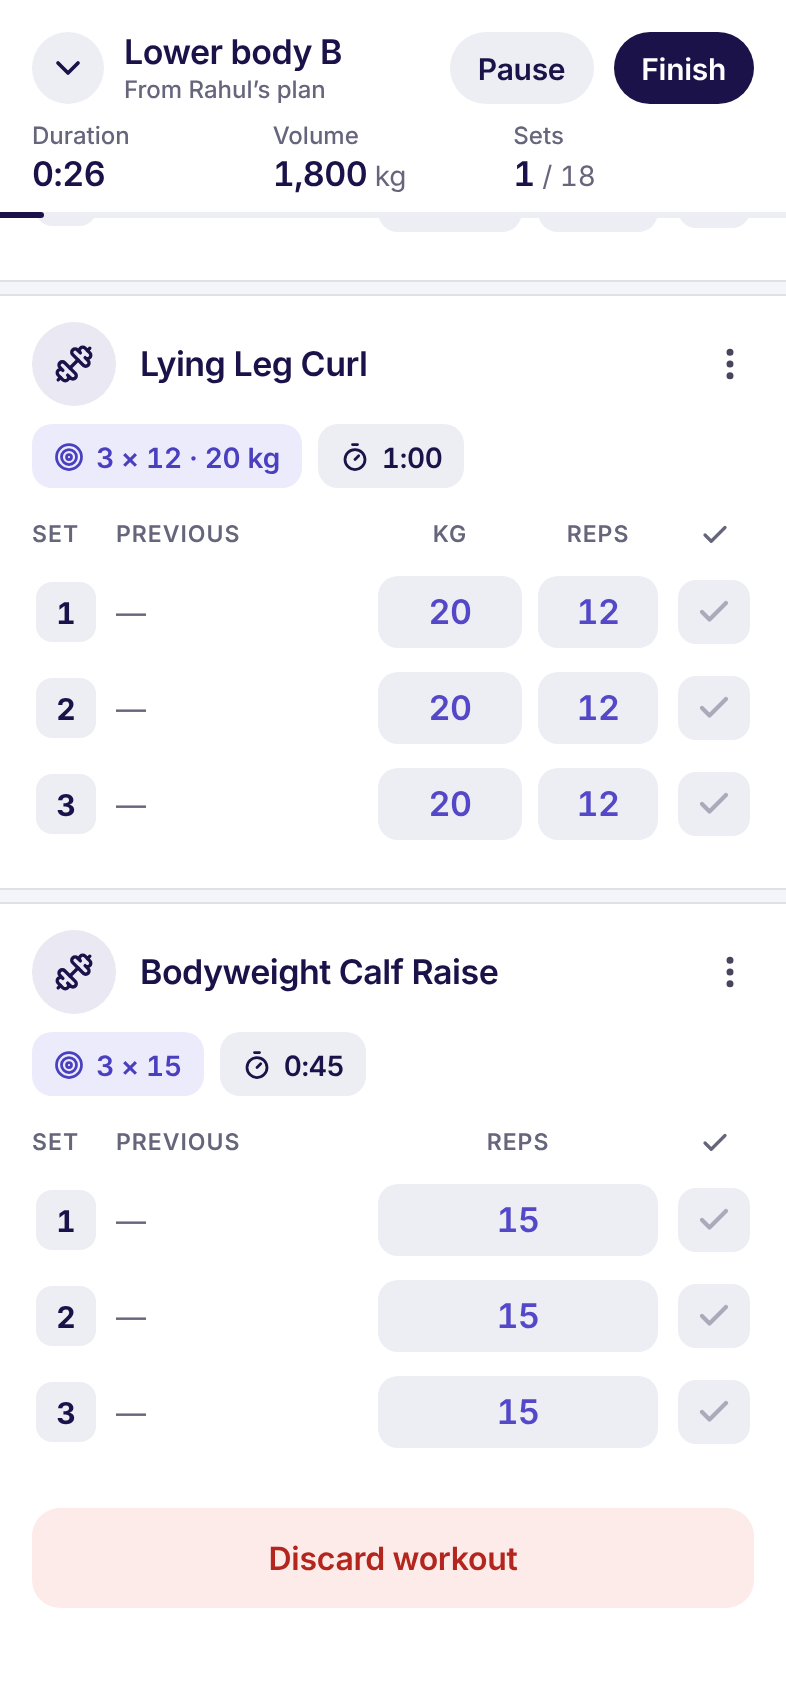 Lower body B
From Rahul’s plan
Pause
Finish
Duration
Volume
Sets
0:26
1,800 kg
1 / 18
Lying Leg Curl
3 × 12 · 20 kg
1:00
SET PREVIOUS KG REPS
1 — 20 12
2 — 20 12
3 — 20 12
Bodyweight Calf Raise
3 × 15
0:45
SET PREVIOUS REPS
1 — 15
2 — 15
3 — 15
Discard workout